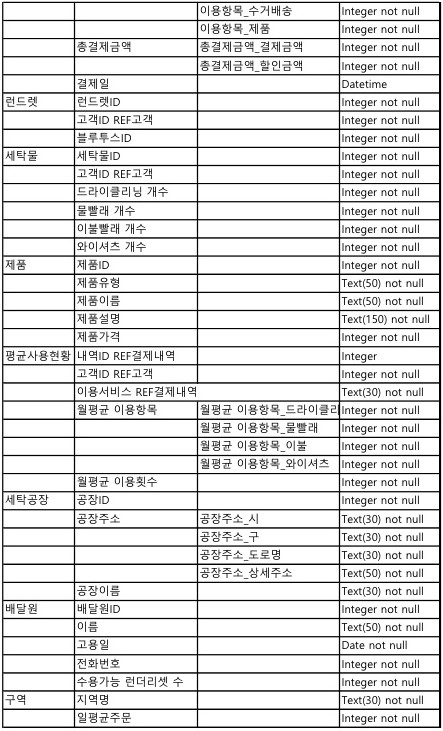 이용항목_수거배송 Integer not null
이용항목_제품 Integer not null
총결제금액 총결제금액_결제금액 Integer not null
총결제금액_할인금액 Integer not null
결제일 Datetime
런드렛 런드렛ID Integer not null
고객ID REF고객 Integer not null
블루투스ID Integer not null
세탁물 세탁물ID Integer not null
고객ID REF고객 Integer not null
드라이클리닝 개수 Integer not null
물빨래 개수 Integer not null
이불빨래 개수 Integer not null
와이셔츠 개수 Integer not null
제품 제품ID Integer not null
제품유형 Text(50) not null
제품이름 Text(50) not null
제품설명 Text(150) not null
제품가격 Integer not null
평균사용현황 내역ID REF결제내역 Integer
고객ID REF고객 Integer not null
이용서비스 REF결제내역 Text(30) not null
월평균 이용항목 월평균 이용항목_드라이클리 Integer not null
월평균 이용항목_물빨래 Integer not null
월평균 이용항목_이불 Integer not null
월평균 이용항목_와이셔츠 Integer not null
월평균 이용횟수 Integer not null
세탁공장 공장ID Integer not null
공장주소 공장주소_시 Text(30) not null
공장주소_구 Text(30) not null
공장주소_도로명 Text(30) not null
공장주소_상세주소 Text(50) not null
공장이름 Text(30) not null
배달원 배달원ID Integer not null
이름 Text(50) not null
고용일 Date not null
전화번호 Integer not null
수용가능 런더리셋 수 Integer not null
구역 지역명 Text(30) not null
일평균주문 Integer not null